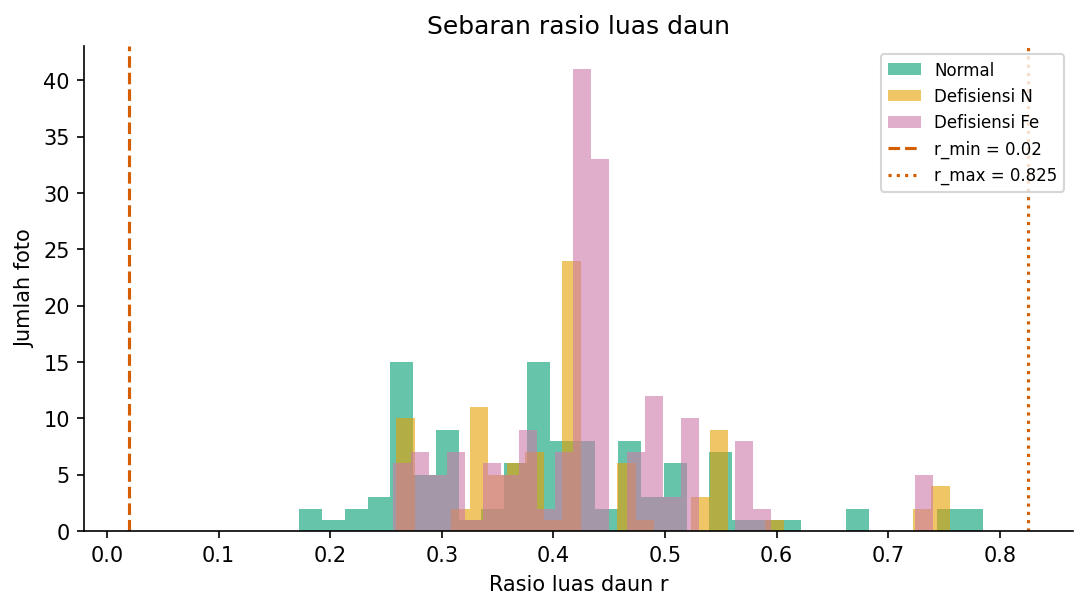 Sebaran rasio luas daun
Normal
Defisiensi N
Defisiensi Fe
r_min = 0.02
r_max = 0.825
Jumlah foto
40
35
30
25
20
15
10
5
0
0.0 0.1 0.2 0.3 0.4 0.5 0.6 0.7 0.8
Rasio luas daun r